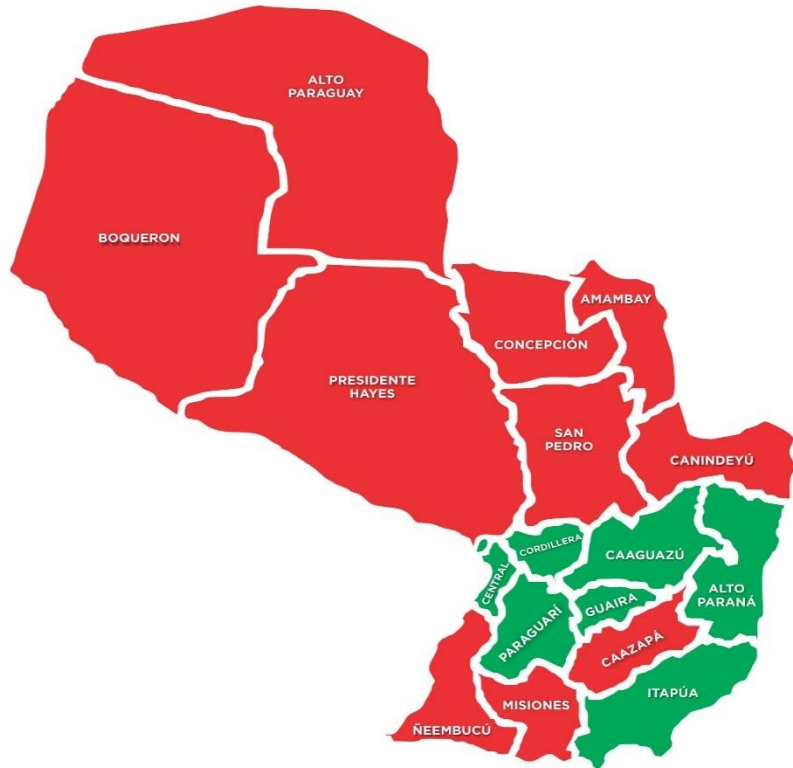 ALTO
PARAGUAY
BOQUERON
AMAMBAY
CONCEPCIÓN
PRESIDENTE
HAYES
SAN
PEDRO
CANINDEYÚ
CORDILLERA
CAAGUAZÚ
CENTRAL
ALTO
PARANÁ
GUAIRA
PARAGUARÍ
CAAZAPÁ
ITAPÚA
MISIONES
ÑEEMBUCÚ